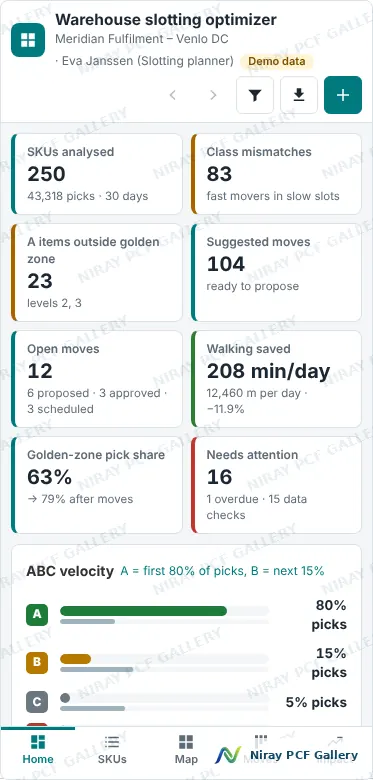 Warehouse slotting optimizer
Meridian Fulfilment – Venlo DC
· Eva Janssen (Slotting planner) Demo data
SKUs analysed
250
43,318 picks · 30 days
Class mismatches
83
fast movers in slow slots
A items outside golden
zone
23
levels 2, 3
Suggested moves
104
ready to propose
Open moves
12
6 proposed · 3 approved ·
3 scheduled
Walking saved
208 min/day
12,460 m per day ·
−11.9%
Golden-zone pick share
63%
→ 79% after moves
Needs attention
16
1 overdue · 15 data
checks
ABC velocity A = first 80% of picks, B = next 15%
A
80%
picks
B
15%
picks
C
5% picks
Home
SKUs
Map
Niray PCF Gallery
NIRAY PCF GALLERY